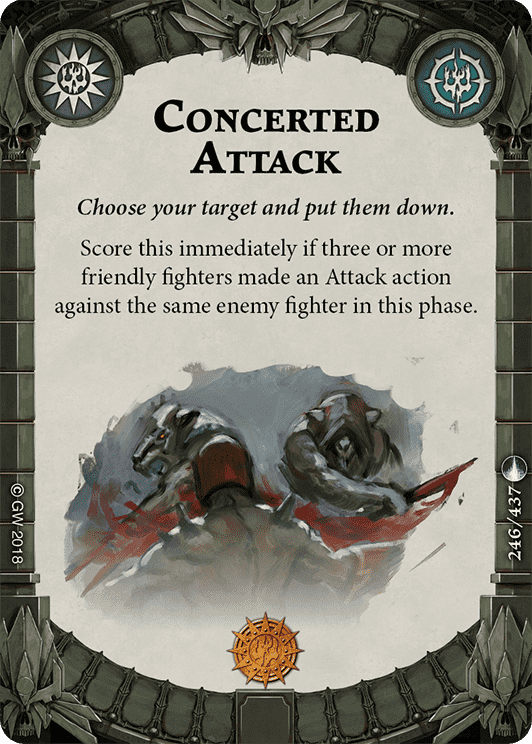 CONCERTED
ATTACK
Choose your target and put them down.
Score this immediately if three or more
friendly fighters made an Attack action
against the same enemy fighter in this phase.
© GW 2018
246/437